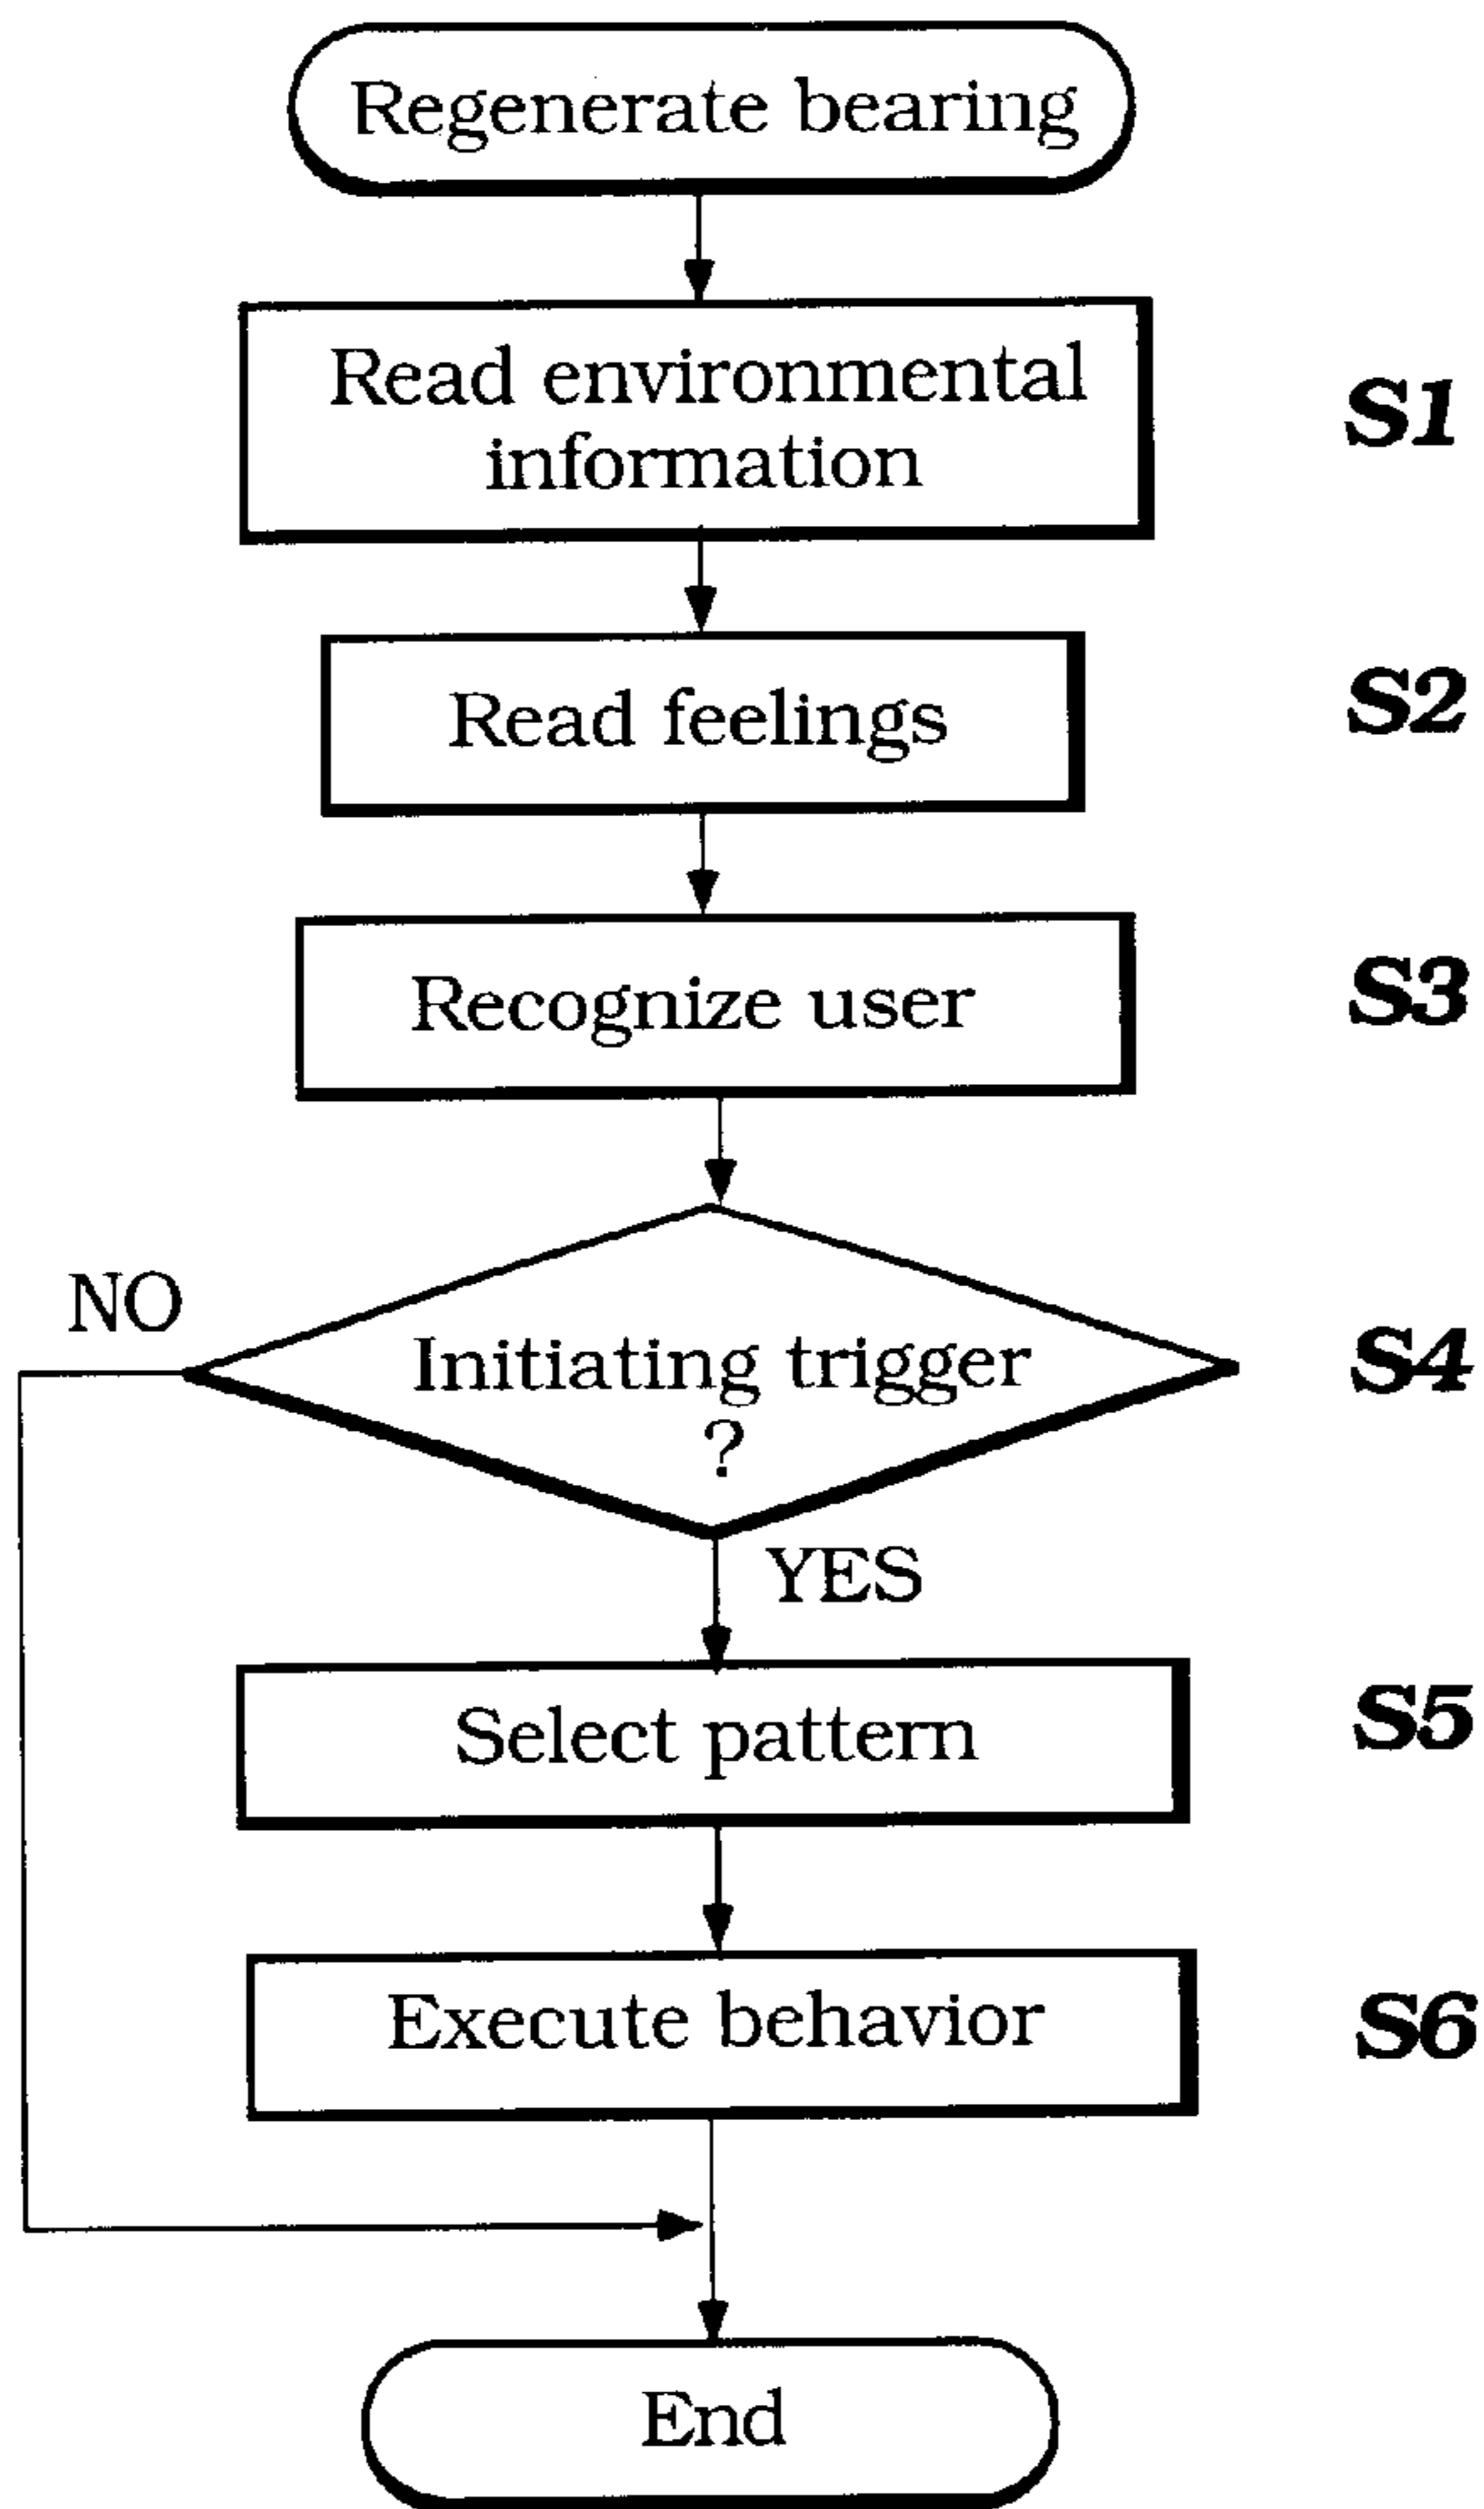 Regenerate bearing
Read environmental
information
S1
Read feelings
S2
Recognize user
S3
NO
Initiating trigger
?
S4
YES
Select pattern
S5
Execute behavior
S6
End